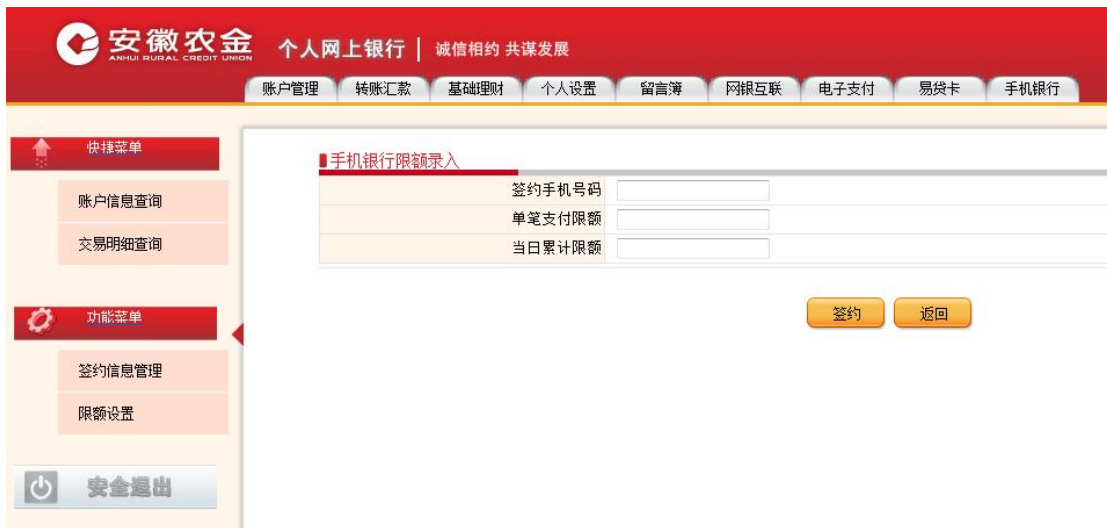 安徽农金 个人网上银行 | 诚信相约 共谋发展
ANHUI RURAL CREDIT UNION
账户管理 转账汇款 基础理财 个人设置 留言簿 网银互联 电子支付 易贷卡 手机银行
快捷菜单
账户信息查询
交易明细查询
功能菜单
签约信息管理
限额设置
安全退出
手机银行限额录入
签约手机号码
单笔支付限额
当日累计限额
签约 返回